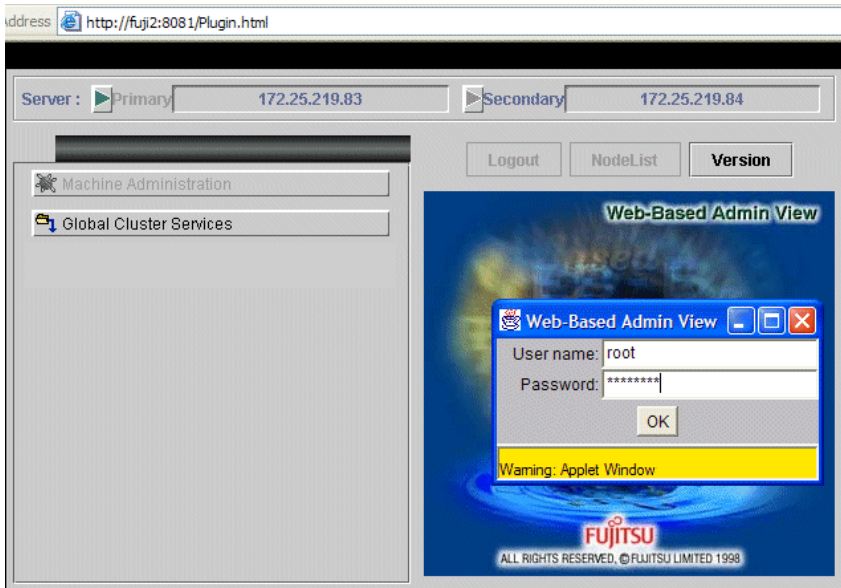 Address http://fuji2:8081/Plugin.html
Server : Primary 172.25.219.83 Secondary 172.25.219.84
Logout NodeList Version
Machine Administration
Global Cluster Services
Web-Based Admin View
Web-Based Admin View
User name: root
Password: ********
OK
Warning: Applet Window
FUJITSU
ALL RIGHTS RESERVED, © FUJITSU LIMITED 1998